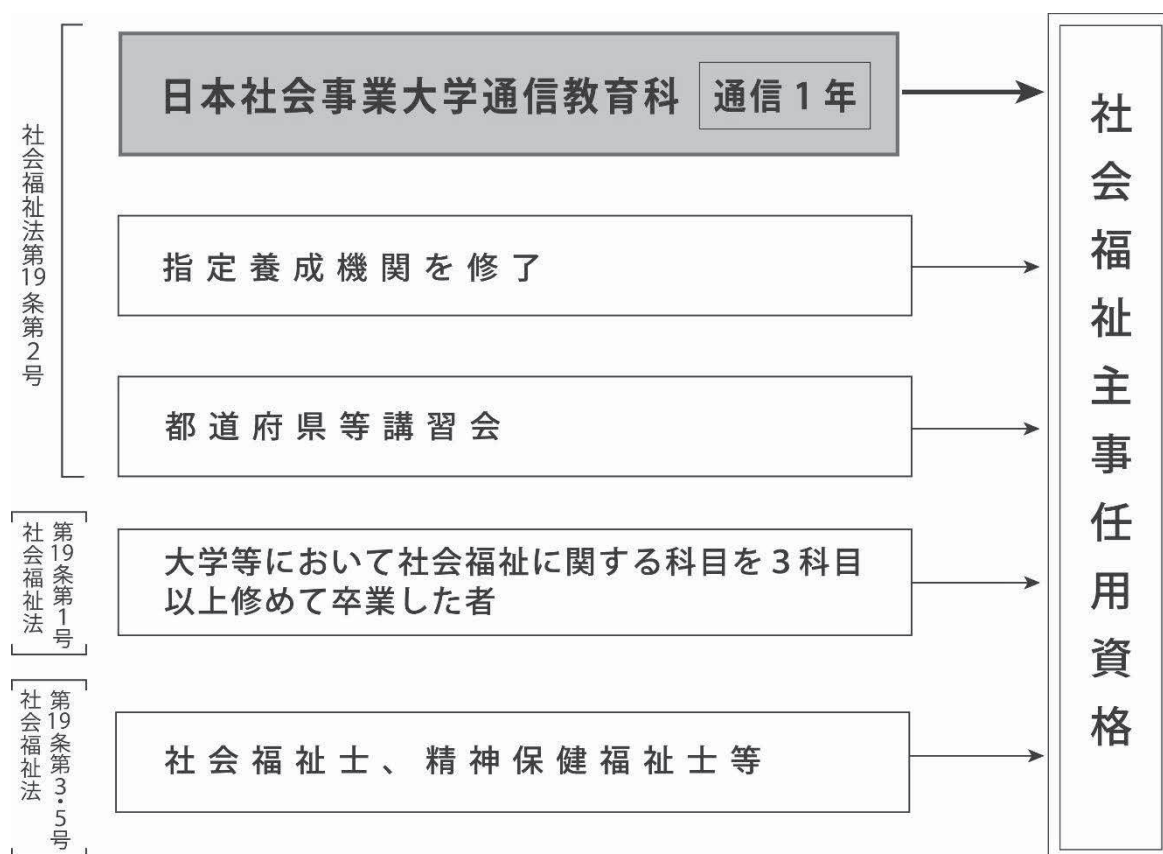 社会福祉法第19条第2号
日本社会事業大学通信教育科 通信1年
指定養成機関を修了
都道府県等講習会
社会福祉法
第19条第1号
大学等において社会福祉に関する科目を3科目
以上修めて卒業した者
社会福祉法
第19条第3・5号
社会福祉士、精神保健福祉士等
社会福祉主事任用資格